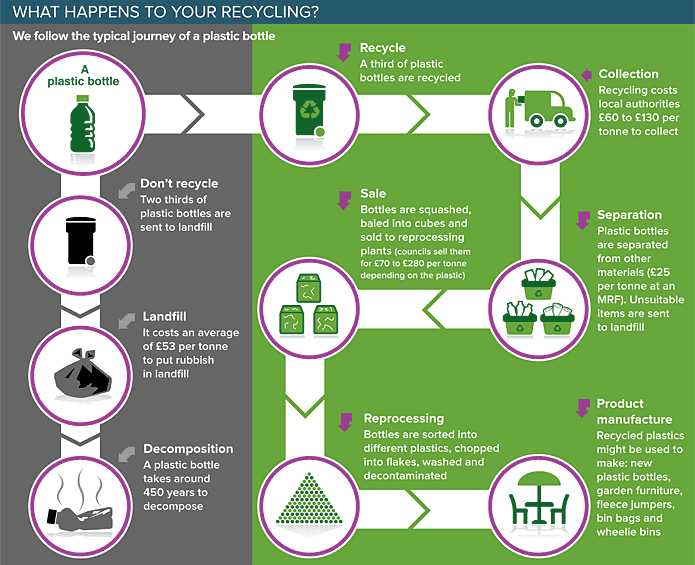 WHAT HAPPENS TO YOUR RECYCLING?
We follow the typical journey of a plastic bottle
A
plastic bottle
Recycle
A third of plastic
bottles are recycled
Collection
Recycling costs
local authorities
£60 to £130 per
tonne to collect
Don't recycle
Two thirds of
plastic bottles are
sent to landfill
Sale
Bottles are squashed,
baled into cubes and
sold to reprocessing
plants (councils sell them
for £70 to £280 per tonne
depending on the plastic)
Separation
Plastic bottles
are separated
from other
materials (£25
per tonne at an
MRF). Unsuitable
items are sent
to landfill
Landfill
It costs an average
of £53 per tonne
to put rubbish
in landfill
Decomposition
A plastic bottle
takes around
450 years to
decompose
Reprocessing
Bottles are sorted into
different plastics, chopped
into flakes, washed and
decontaminated
Product
manufacture
Recycled plastics
might be used to
make: new
plastic bottles,
garden furniture,
fleece jumpers,
bin bags and
wheelie bins